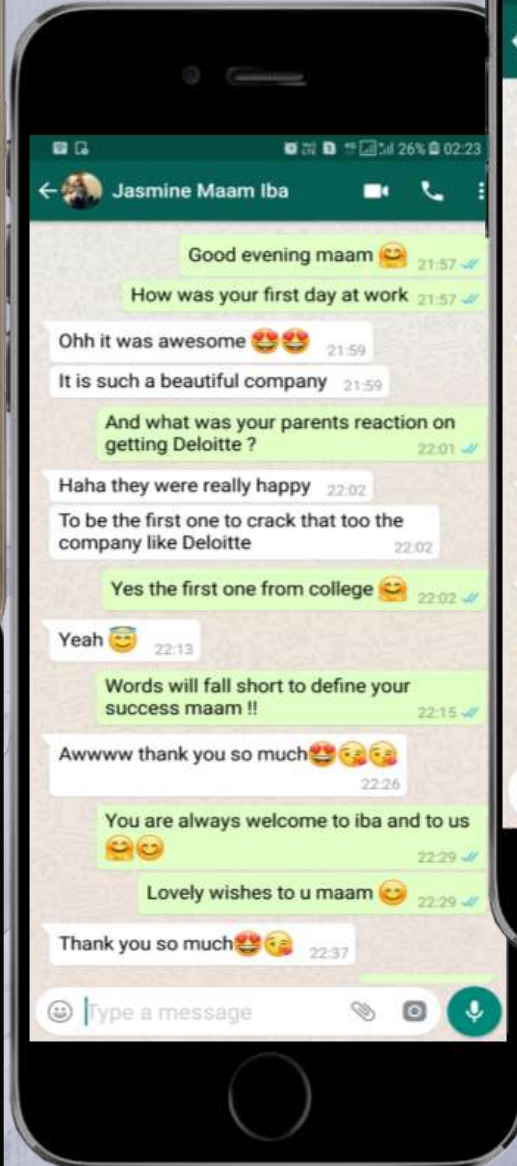 26% 02:23
Jasmine Maam Iba
Good evening maam 🤗 21:57
How was your first day at work 21:57
Ohh it was awesome 😍😍 21:59
It is such a beautiful company 21:59
And what was your parents reaction on
getting Deloitte ? 22:01
Haha they were really happy 22:02
To be the first one to crack that too the
company like Deloitte 22:02
Yes the first one from college 🤗 22:02
Yeah 😇 22:13
Words will fall short to define your
success maam !! 22:15
Awwww thank you so much😍😘😘
22:26
You are always welcome to iba and to us
🤗😊 22:29
Lovely wishes to u maam 😊 22:29
Thank you so much😍😘 22:37
Type a message